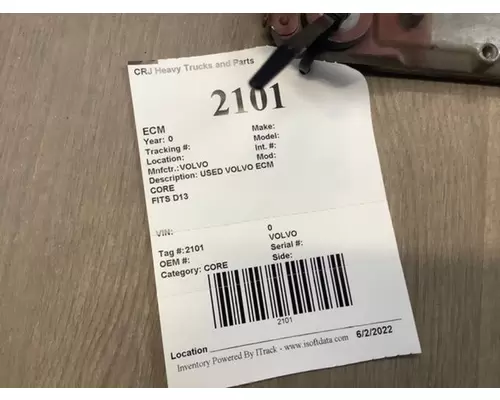 CRJ Heavy Trucks and Parts
2101
ECM
Year: 0 Make:
Tracking #: Model:
Location: Int. #:
Mnfctr.:VOLVO Mod:
Description: USED VOLVO ECM
CORE
FITS D13
VIN: 0
VOLVO
Tag #:2101 Serial #:
OEM #: Side:
Category: CORE
2101
Location 6/2/2022
Inventory Powered By ITrack - www.isoftdata.com